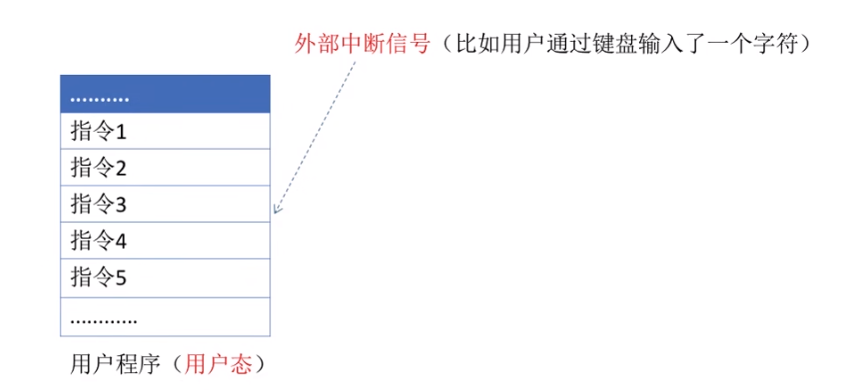 外部中断信号（比如用户通过键盘输入了一个字符）
..........
指令1
指令2
指令3
指令4
指令5
............
用户程序（用户态）